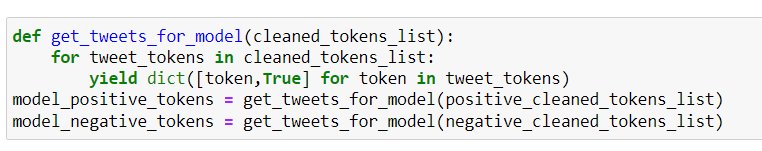 def get_tweets_for_model(cleaned_tokens_list):
    for tweet_tokens in cleaned_tokens_list:
        yield dict([token,True] for token in tweet_tokens)
model_positive_tokens = get_tweets_for_model(positive_cleaned_tokens_list)
model_negative_tokens = get_tweets_for_model(negative_cleaned_tokens_list)